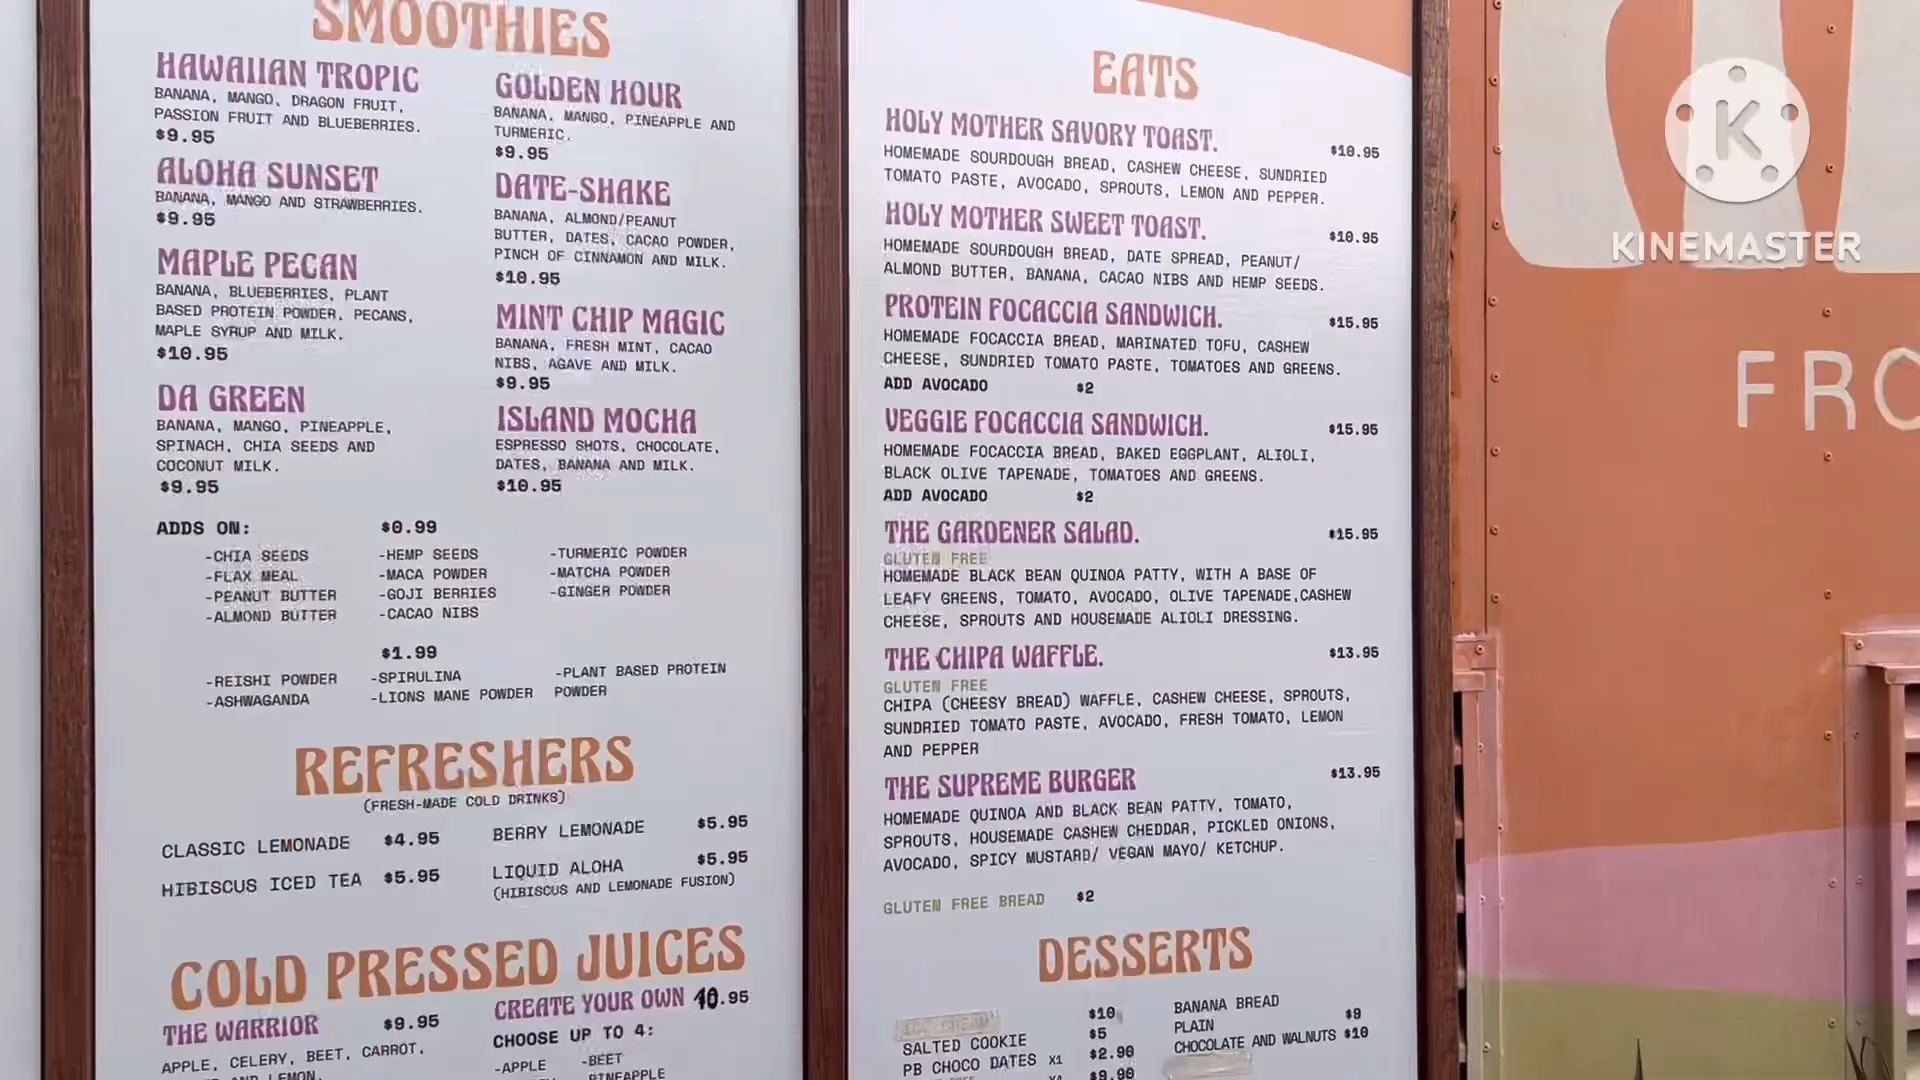 SMOOTHIES
HAWAIIAN TROPIC
BANANA, MANGO, DRAGON FRUIT,
PASSION FRUIT AND BLUEBERRIES.
$9.95
ALOHA SUNSET
BANANA, MANGO AND STRAWBERRIES.
$9.95
MAPLE PECAN
BANANA, BLUEBERRIES, PLANT
BASED PROTEIN POWDER, PECANS,
MAPLE SYRUP AND MILK.
$10.95
DA GREEN
BANANA, MANGO, PINEAPPLE,
SPINACH, CHIA SEEDS AND
COCONUT MILK.
$9.95
GOLDEN HOUR
BANANA, MANGO, PINEAPPLE AND
TURMERIC.
$9.95
DATE-SHAKE
BANANA, ALMOND/PEANUT
BUTTER, DATES, CACAO POWDER,
PINCH OF CINNAMON AND MILK.
$10.95
MINT CHIP MAGIC
BANANA, FRESH MINT, CACAO
NIBS, AGAVE AND MILK.
$9.95
ISLAND MOCHA
ESPRESSO SHOTS, CHOCOLATE,
DATES, BANANA AND MILK.
$10.95
ADDS ON: $0.99
-CHIA SEEDS -HEMP SEEDS -TURMERIC POWDER
-FLAX MEAL -MACA POWDER -MATCHA POWDER
-PEANUT BUTTER -GOJI BERRIES -GINGER POWDER
-ALMOND BUTTER -CACAO NIBS
$1.99
-REISHI POWDER -SPIRULINA -PLANT BASED PROTEIN
-ASHWAGANDA -LIONS MANE POWDER POWDER
REFRESHERS
(FRESH-MADE COLD DRINKS)
CLASSIC LEMONADE $4.95
HIBISCUS ICED TEA $5.95
BERRY LEMONADE $5.95
LIQUID ALOHA $5.95
(HIBISCUS AND LEMONADE FUSION)
COLD PRESSED JUICES
THE WARRIOR $9.95
APPLE, CELERY, BEET, CARROT,
AND LEMON.
CREATE YOUR OWN 10.95
CHOOSE UP TO 4:
-APPLE -BEET
PINEAPPLE
EATS
HOLY MOTHER SAVORY TOAST. $10.95
HOMEMADE SOURDOUGH BREAD, CASHEW CHEESE, SUNDRIED
TOMATO PASTE, AVOCADO, SPROUTS, LEMON AND PEPPER.
HOLY MOTHER SWEET TOAST. $10.95
HOMEMADE SOURDOUGH BREAD, DATE SPREAD, PEANUT/
ALMOND BUTTER, BANANA, CACAO NIBS AND HEMP SEEDS.
PROTEIN FOCACCIA SANDWICH. $15.95
HOMEMADE FOCACCIA BREAD, MARINATED TOFU, CASHEW
CHEESE, SUNDRIED TOMATO PASTE, TOMATOES AND GREENS.
ADD AVOCADO $2
VEGGIE FOCACCIA SANDWICH. $15.95
HOMEMADE FOCACCIA BREAD, BAKED EGGPLANT, ALIOLI,
BLACK OLIVE TAPENADE, TOMATOES AND GREENS.
ADD AVOCADO $2
THE GARDENER SALAD. $15.95
GLUTEN FREE
HOMEMADE BLACK BEAN QUINOA PATTY, WITH A BASE OF
LEAFY GREENS, TOMATO, AVOCADO, OLIVE TAPENADE,CASHEW
CHEESE, SPROUTS AND HOUSEMADE ALIOLI DRESSING.
THE CHIPA WAFFLE. $13.95
GLUTEN FREE
CHIPA (CHEESY BREAD) WAFFLE, CASHEW CHEESE, SPROUTS,
SUNDRIED TOMATO PASTE, AVOCADO, FRESH TOMATO, LEMON
AND PEPPER
THE SUPREME BURGER $13.95
HOMEMADE QUINOA AND BLACK BEAN PATTY, TOMATO,
SPROUTS, HOUSEMADE CASHEW CHEDDAR, PICKLED ONIONS,
AVOCADO, SPICY MUSTARD/ VEGAN MAYO/ KETCHUP.
GLUTEN FREE BREAD $2
DESSERTS
$10
SALTED COOKIE $5
PB CHOCO DATES X1 $2.90
$9.90
BANANA BREAD
PLAIN $9
CHOCOLATE AND WALNUTS $10
K
KINEMASTER
FRO